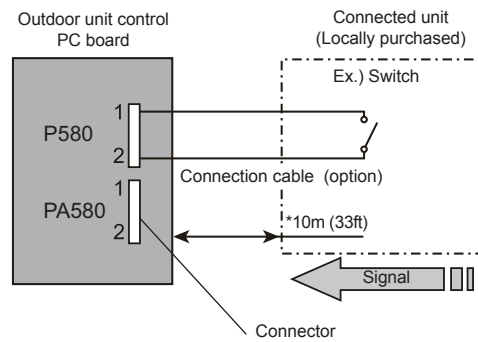 Outdoor unit control
PC board
Connected unit
(Locally purchased)
Ex.) Switch
1
P580
2
Connection cable (option)
1
PA580
2
*10m (33ft)
Signal
Connector